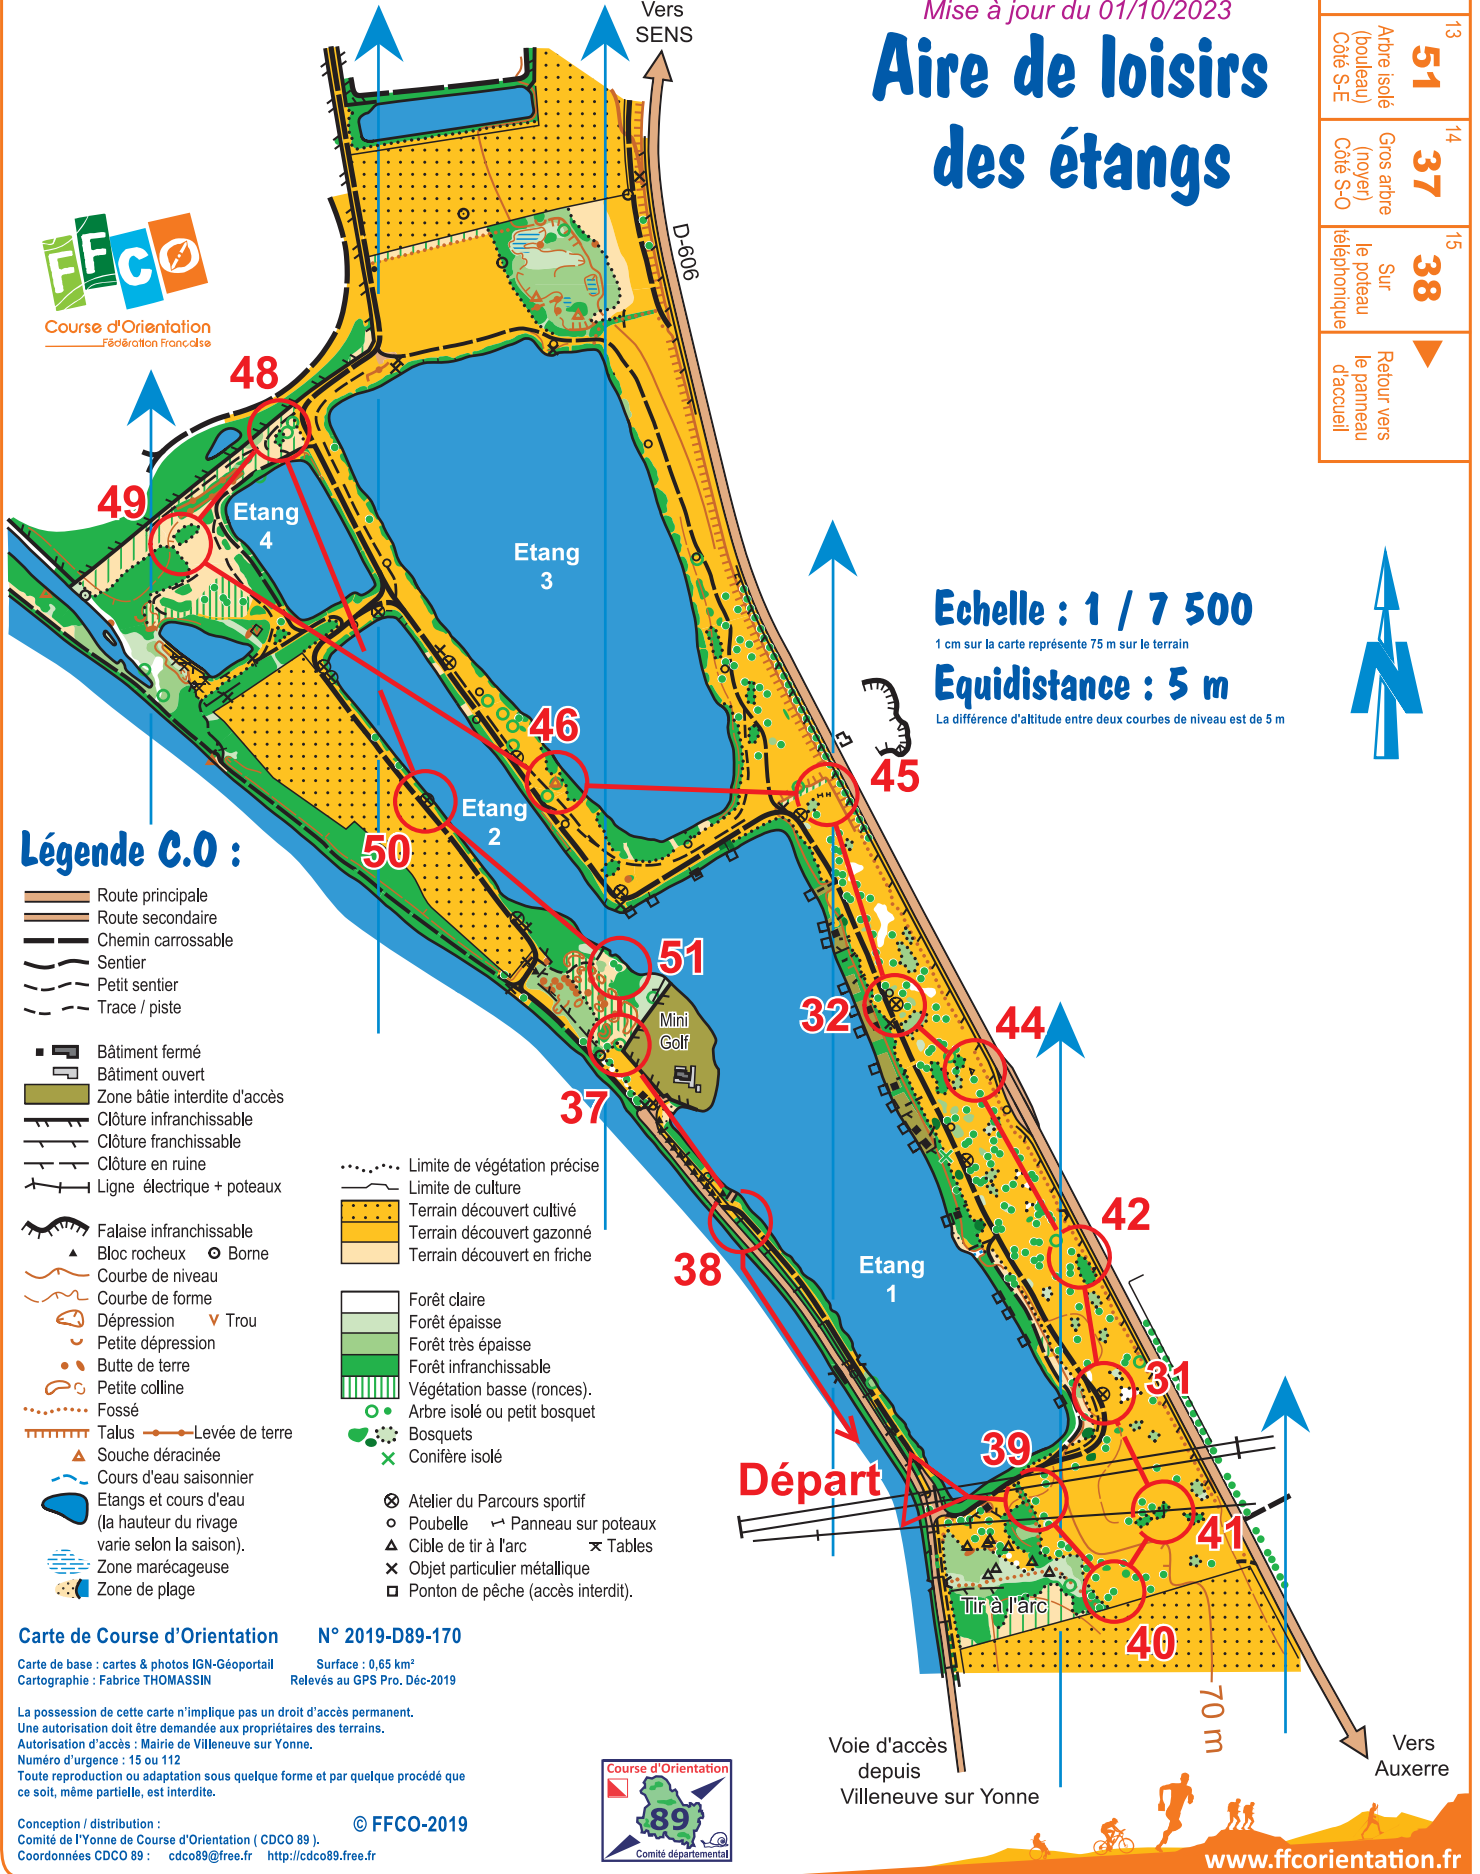 Vers
SENS
Mise à jour du 01/10/2023
Aire de loisirs
des étangs
13
51
Arbre isolé
(bouleau)
Côté S-E
14
37
Gros arbre
(noyer)
Côté S-O
15
38
Sur
le poteau
téléphonique
Retour vers
le panneau
d'accueil
D-606
FFCO
Course d'Orientation
Fédération Française
48
49
Etang
4
Etang
3
46
45
Etang
2
50
51
32
44
Mini
Golf
37
42
38
Etang
1
31
39
Départ
41
Tir à l'arc
40
70 m
Echelle : 1 / 7 500
1 cm sur la carte représente 75 m sur le terrain
Equidistance : 5 m
La différence d'altitude entre deux courbes de niveau est de 5 m
N
Légende C.O :
Route principale
Route secondaire
Chemin carrossable
Sentier
Petit sentier
Trace / piste
Bâtiment fermé
Bâtiment ouvert
Zone bâtie interdite d'accès
Clôture infranchissable
Clôture franchissable
Clôture en ruine
Ligne électrique + poteaux
Falaise infranchissable
Bloc rocheux Borne
Courbe de niveau
Courbe de forme
Dépression Trou
Petite dépression
Butte de terre
Petite colline
Fossé
Talus Levée de terre
Souche déracinée
Cours d'eau saisonnier
Etangs et cours d'eau
(la hauteur du rivage
varie selon la saison).
Zone marécageuse
Zone de plage
Limite de végétation précise
Limite de culture
Terrain découvert cultivé
Terrain découvert gazonné
Terrain découvert en friche
Forêt claire
Forêt épaisse
Forêt très épaisse
Forêt infranchissable
Végétation basse (ronces).
Arbre isolé ou petit bosquet
Bosquets
Conifère isolé
Atelier du Parcours sportif
Poubelle Panneau sur poteaux
Cible de tir à l'arc Tables
Objet particulier métallique
Ponton de pêche (accès interdit).
Carte de Course d'Orientation N° 2019-D89-170
Carte de base : cartes & photos IGN-Géoportail Surface : 0,65 km²
Cartographie : Fabrice THOMASSIN Relevés au GPS Pro. Déc-2019
La possession de cette carte n'implique pas un droit d'accès permanent.
Une autorisation doit être demandée aux propriétaires des terrains.
Autorisation d'accès : Mairie de Villeneuve sur Yonne.
Numéro d'urgence : 15 ou 112
Toute reproduction ou adaptation sous quelque forme et par quelque procédé que
ce soit, même partielle, est interdite.
Conception / distribution : © FFCO-2019
Comité de l'Yonne de Course d'Orientation ( CDCO 89 ).
Coordonnées CDCO 89 : cdco89@free.fr http://cdco89.free.fr
Course d'Orientation
89
Comité départemental
Voie d'accès
depuis
Villeneuve sur Yonne
Vers
Auxerre
www.ffcorientation.fr